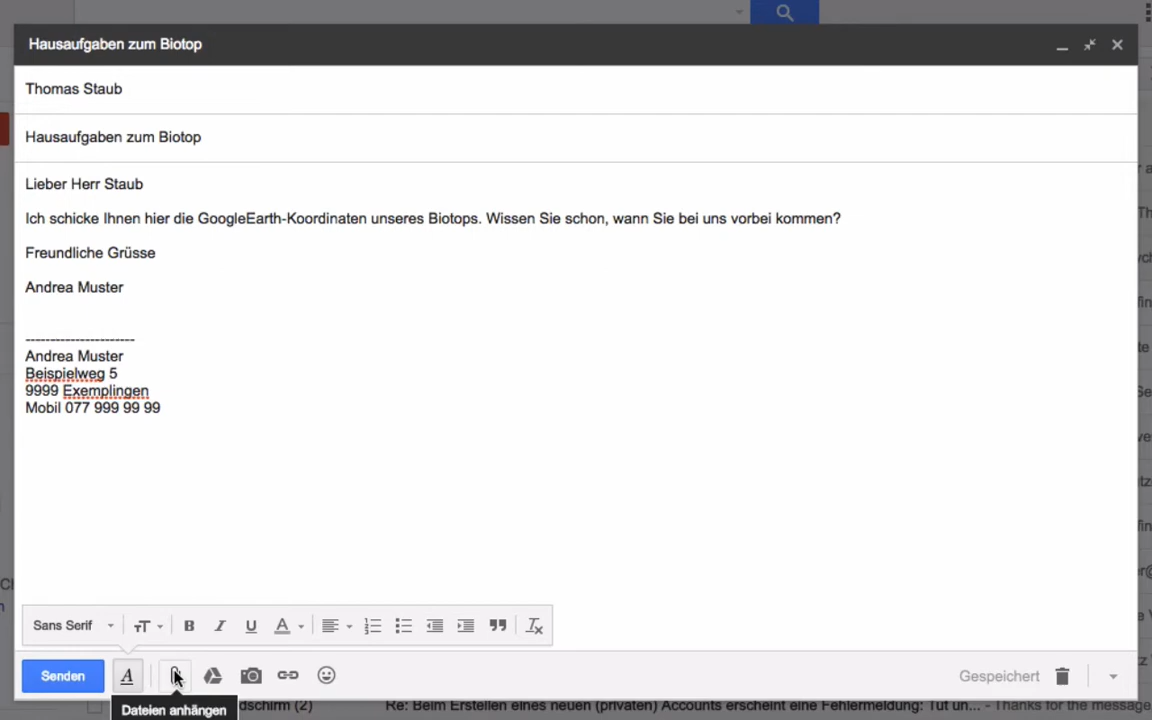 Hausaufgaben zum Biotop
Thomas Staub
Hausaufgaben zum Biotop
Lieber Herr Staub
Ich schicke Ihnen hier die GoogleEarth-Koordinaten unseres Biotops. Wissen Sie schon, wann Sie bei uns vorbei kommen?
Freundliche Grüsse
Andrea Muster
----------------------
Andrea Muster
Beispielweg 5
9999 Exemplingen
Mobil 077 999 99 99
Sans Serif
Senden
Gespeichert
Dateien anhängen
dschirm (2) Re: Beim Erstellen eines neuen (privaten) Accounts erscheint eine Fehlermeldung: Tut un... - Thanks for the message